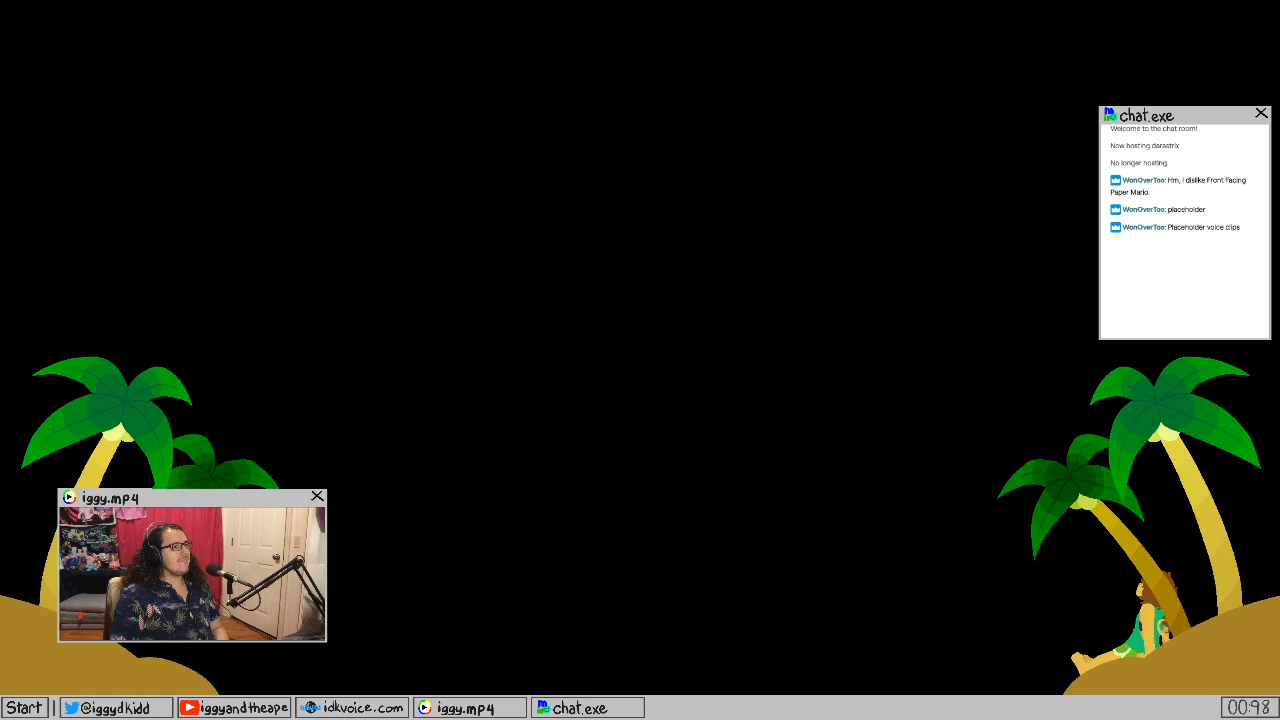 chat.exe
Welcome to the chat room!
Now hosting darastrix
No longer hosting.
WonOverToo: Hm, I dislike Front Facing
Paper Mario.
WonOverToo: placeholder
WonOverToo: Placeholder voice clips
iggy.mp4
Start | @iggydkidd iggyandtheape idkvoice.com iggy.mp4 chat.exe 00:98